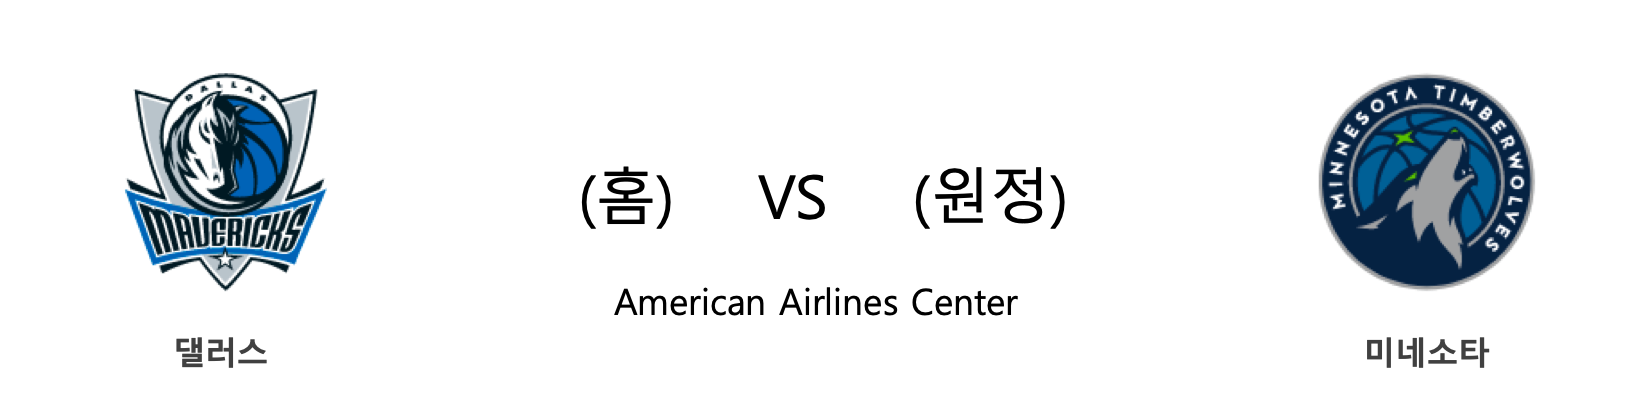 DALLAS
MAVERICKS
(홈) VS (원정)
American Airlines Center
MINNESOTA TIMBERWOLVES
댈러스
미네소타